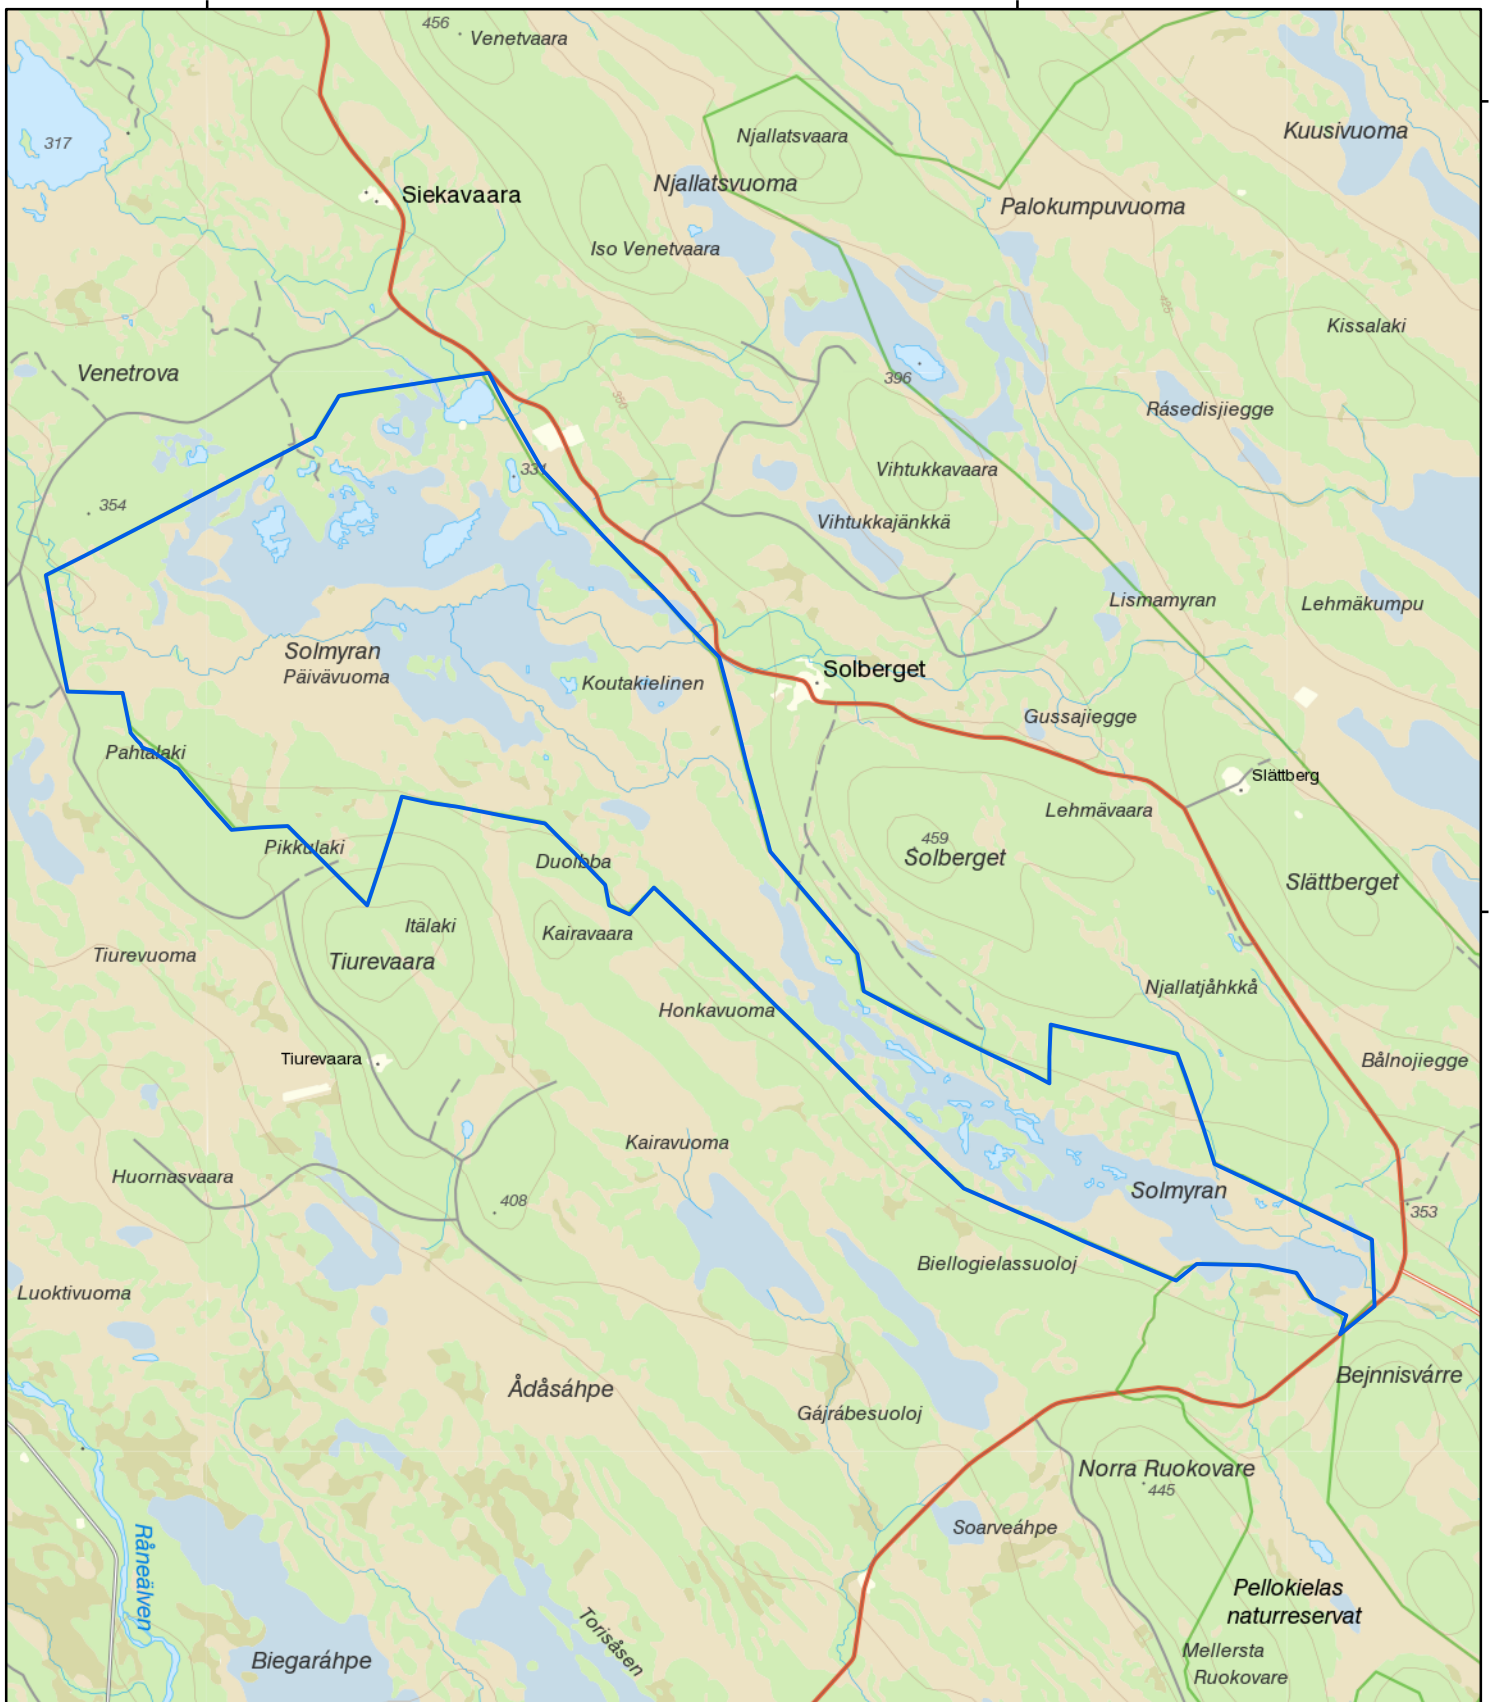 456
Venetvaara
Kuusivuoma
Njallatsvaara
317
Njallatsvuoma
Siekavaara
Palokumpuvuoma
Iso Venetvaara
425
Kissalaki
Venetrova
396
350
Råsedisjiegge
331
Vihtukkavaara
354
Vihtukkajänkkä
Lismamyran
Lehmäkumpu
Solmyran
Päivävuoma
Koutakielinen
Solberget
Gussajiegge
Pahtalaki
Slättberg
Lehmävaara
Pikkulaki
Duolbba
459
Solberget
Slättberget
Itälaki
Kairavaara
Tiurevuoma
Tiurevaara
Njallatjåhkkå
Honkavuoma
Tiurevaara
Bålnojiegge
Kairavuoma
Huornasvaara
408
Solmyran
353
Biellogielassuoloj
Luoktivuoma
Ådåsáhpe
Bejnnisvárre
Gájrábesuoloj
Norra Ruokovare
445
Soarveáhpe
Råneälven
Pellokielas
naturreservat
Torisåsen
Biegaráhpe
Mellersta
Ruokovare